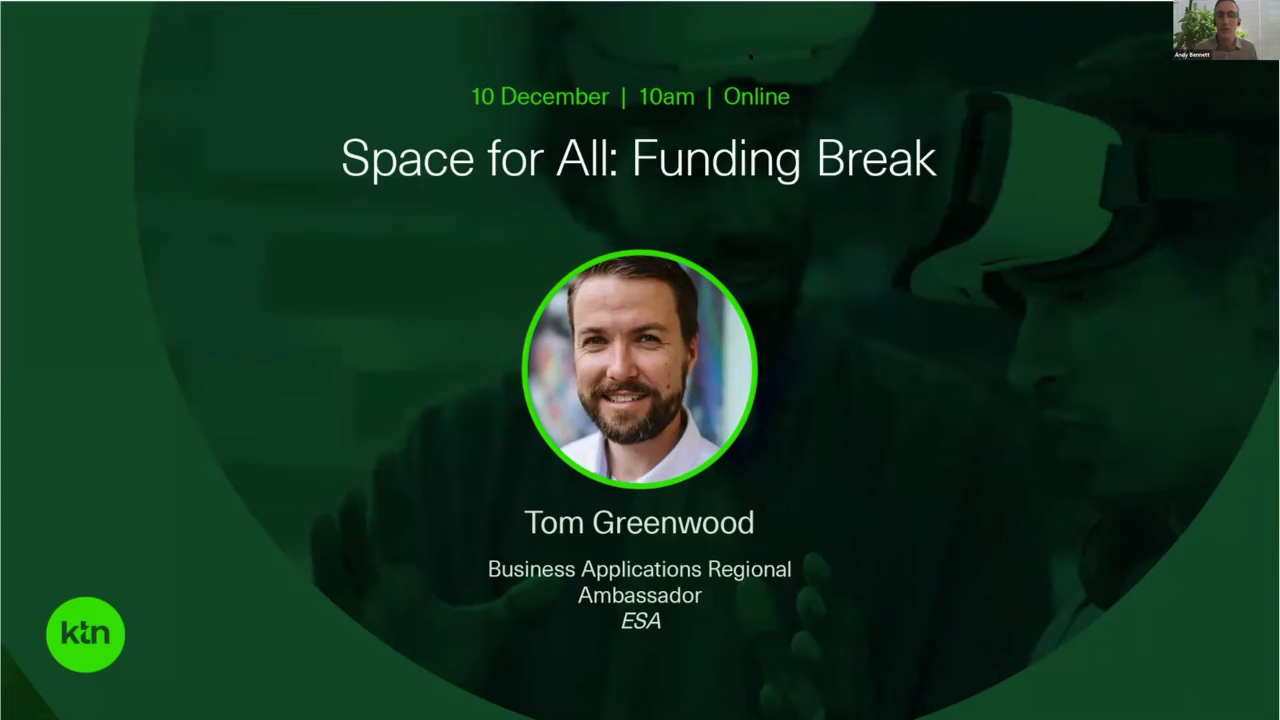 Andy Bennett
10 December | 10am | Online
Space for All: Funding Break
Tom Greenwood
Business Applications Regional
Ambassador
ESA
ktn